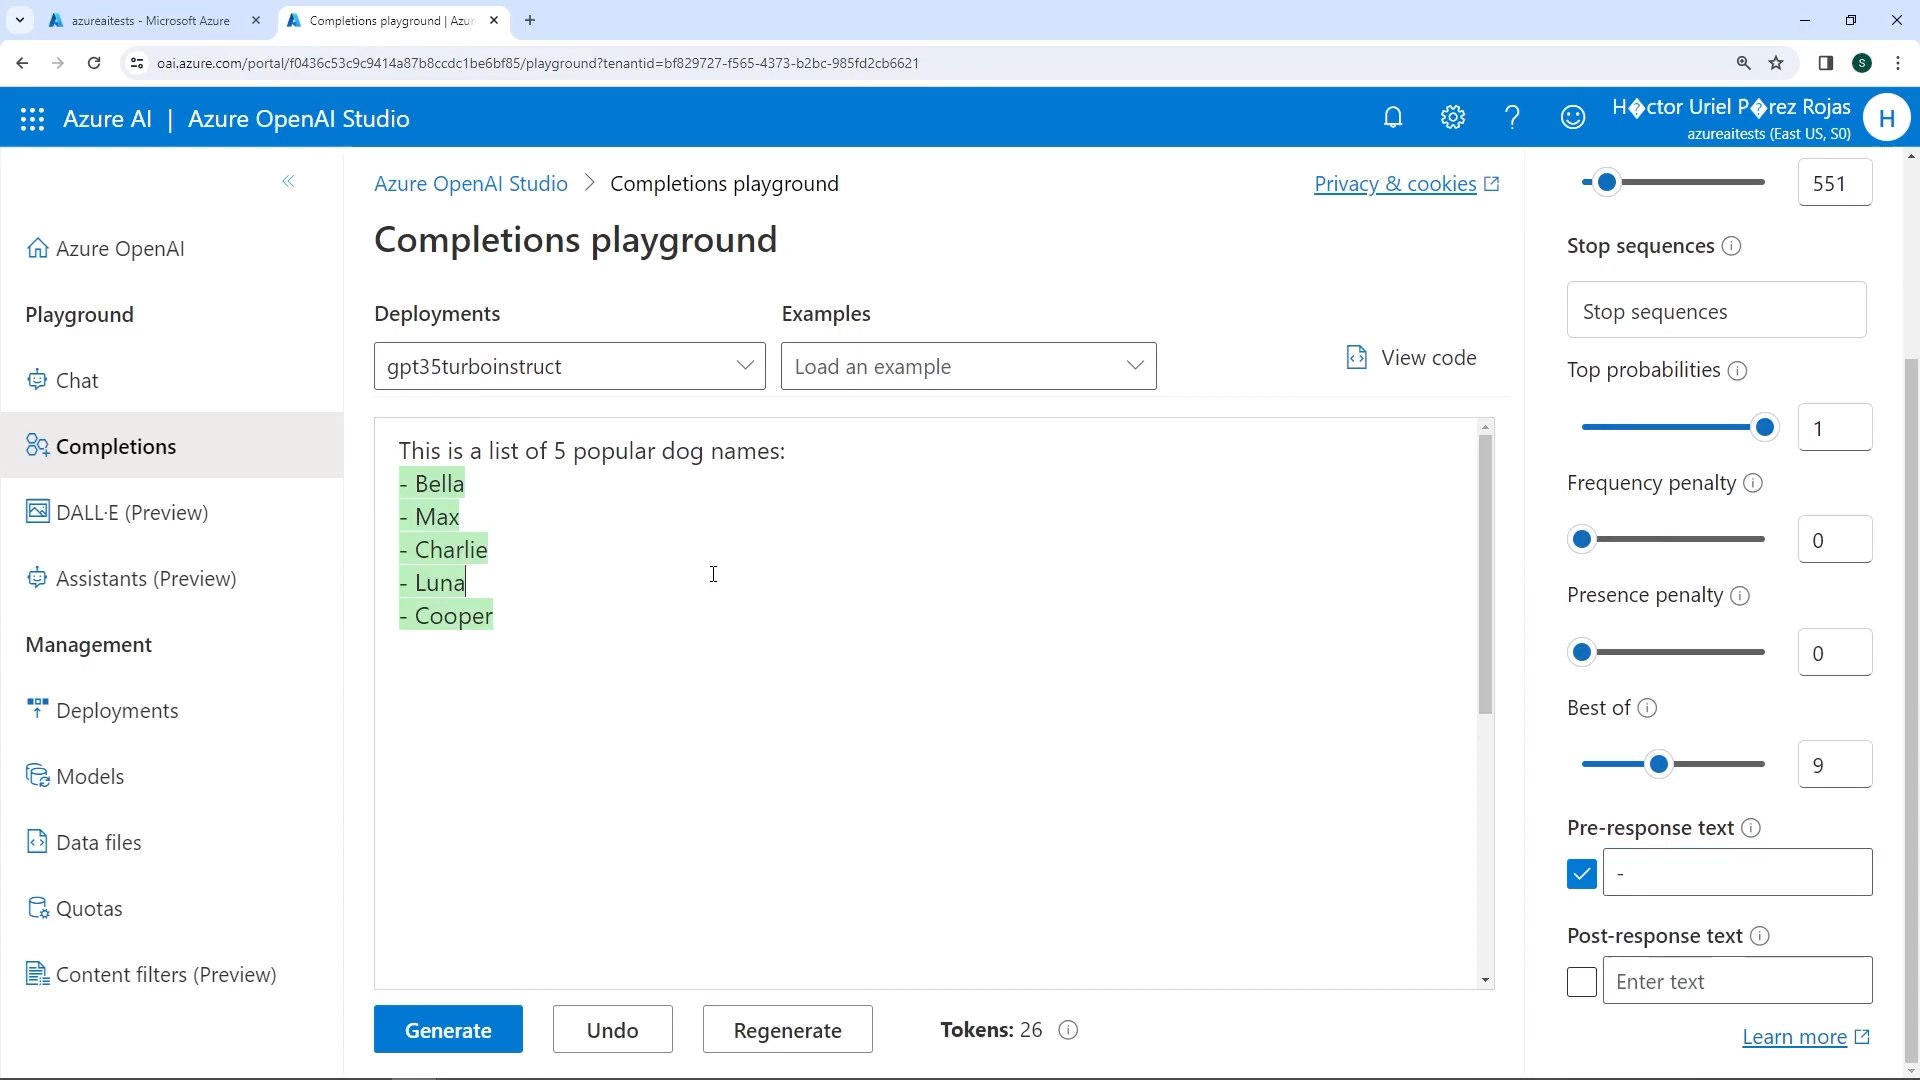 azureaitests - Microsoft Azure
Completions playground | Azur
oai.azure.com/portal/f0436c53c9c9414a87b8ccdc1be6bf85/playground?tenantid=bf829727-f565-4373-b2bc-985fd2cb6621
S
Azure AI | Azure OpenAI Studio
H�ctor Uriel P�rez Rojas
azureaitests (East US, S0)
H
Azure OpenAI
Playground
Chat
Completions
DALL·E (Preview)
Assistants (Preview)
Management
Deployments
Models
Data files
Quotas
Content filters (Preview)
Azure OpenAI Studio > Completions playground
Privacy & cookies
Completions playground
Deployments
gpt35turboinstruct
Examples
Load an example
View code
This is a list of 5 popular dog names:
- Bella
- Max
- Charlie
- Luna
- Cooper
Generate
Undo
Regenerate
Tokens: 26
551
Stop sequences
Stop sequences
Top probabilities
1
Frequency penalty
0
Presence penalty
0
Best of
9
Pre-response text
-
Post-response text
Enter text
Learn more